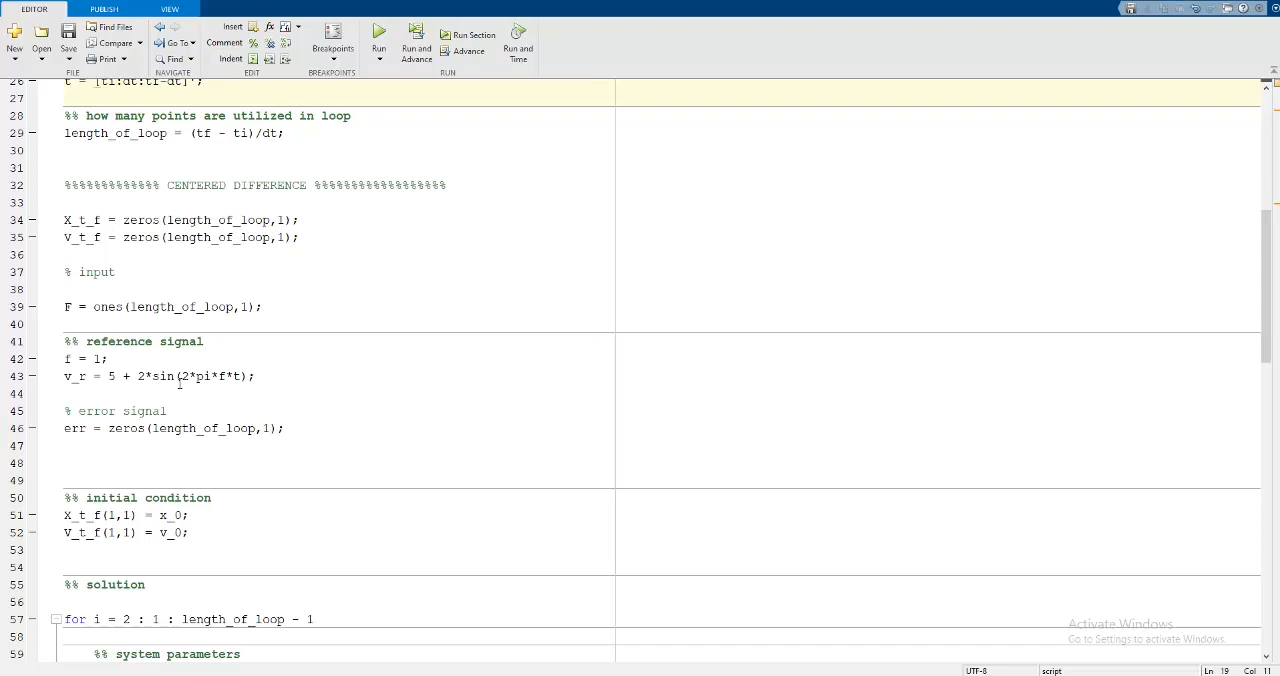 EDITOR PUBLISH VIEW
New Open Save
Find Files
Compare
Print
FILE
Go To
Find
NAVIGATE
Insert fx
Comment % % %
Indent
EDIT
Breakpoints
BREAKPOINTS
Run
Run and Advance
Run Section
Advance
Run and Time
RUN
26 t = [ti:dt:tf-dt]';
27
28 %% how many points are utilized in loop
29 length_of_loop = (tf - ti)/dt;
30
31
32 %%%%%%%%%%%%% CENTERED DIFFERENCE %%%%%%%%%%%%%%%%%%
33
34 X_t_f = zeros(length_of_loop,1);
35 V_t_f = zeros(length_of_loop,1);
36
37 % input
38
39 F = ones(length_of_loop,1);
40
41 %% reference signal
42 f = 1;
43 v_r = 5 + 2*sin(2*pi*f*t);
44
45 % error signal
46 err = zeros(length_of_loop,1);
47
48
49
50 %% initial condition
51 X_t_f(1,1) = x_0;
52 V_t_f(1,1) = v_0;
53
54
55 %% solution
56
57 for i = 2 : 1 : length_of_loop - 1
58
59 %% system parameters
Activate Windows
Go to Settings to activate Windows.
UTF-8 script Ln 19 Col 11